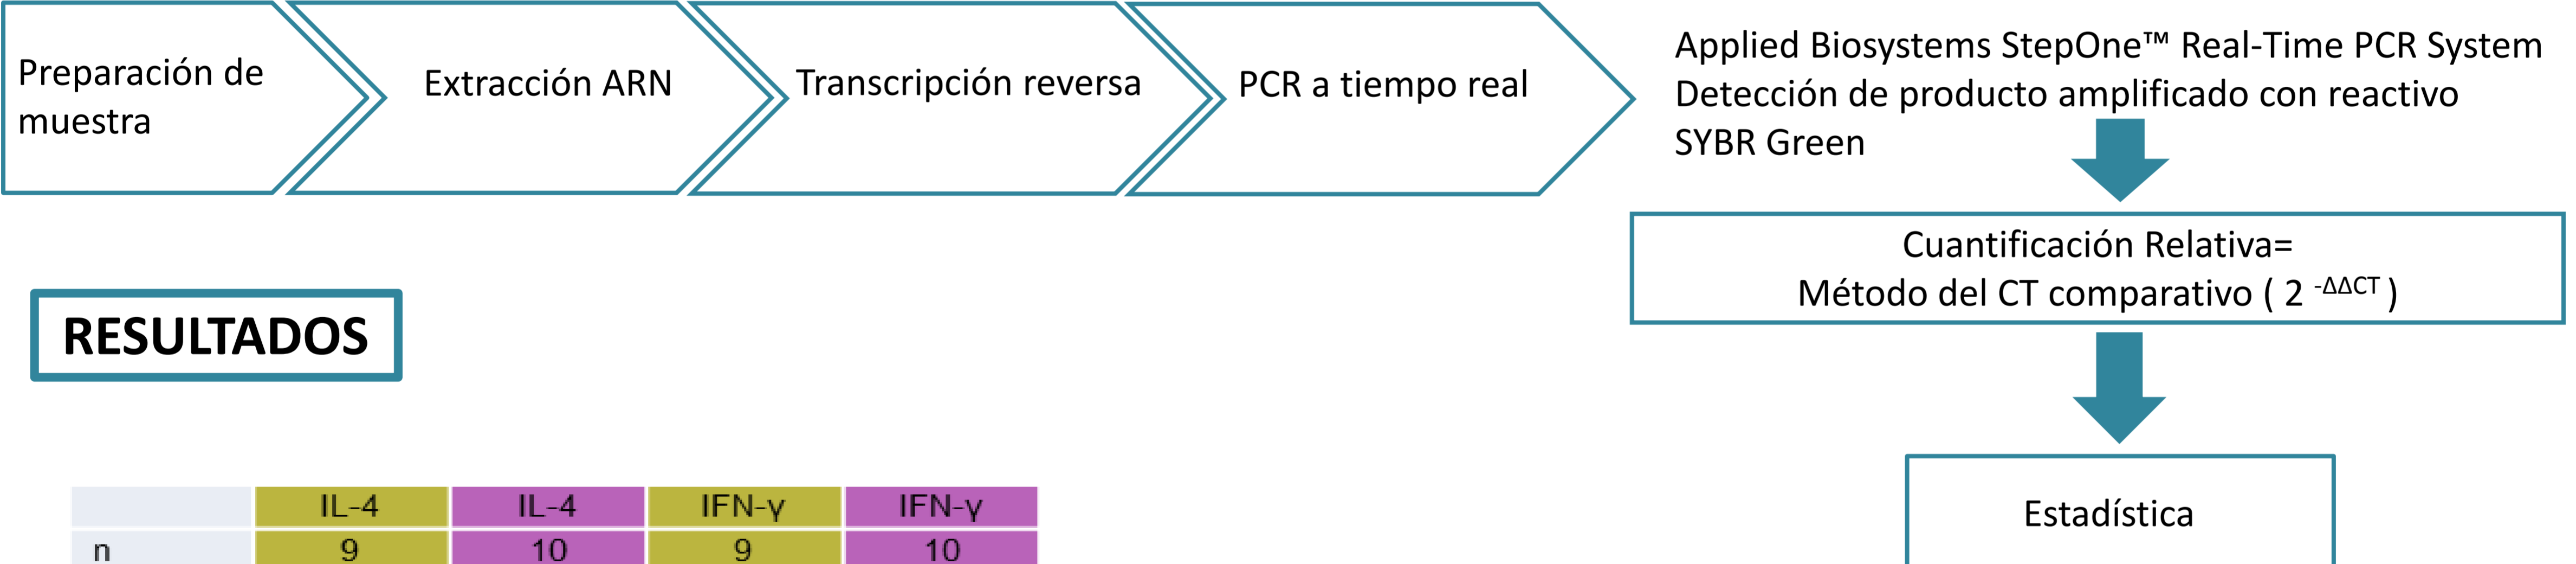 Preparación de
muestra
Extracción ARN
Transcripción reversa
PCR a tiempo real
Applied Biosystems StepOne™ Real-Time PCR System
Detección de producto amplificado con reactivo
SYBR Green
Cuantificación Relativa=
Método del CT comparativo ( 2 -ΔΔCT )
Estadística
RESULTADOS
IL-4 IL-4 IFN-γ IFN-γ
n 9 10 9 10